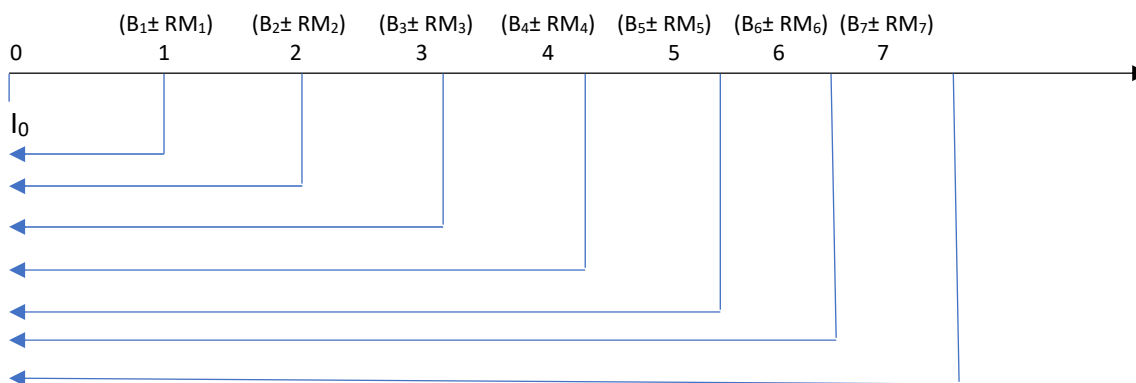 (B₁± RM₁) (B₂± RM₂) (B₃± RM₃) (B₄± RM₄) (B₅± RM₅) (B₆± RM₆) (B₇± RM₇)
0 1 2 3 4 5 6 7
I₀